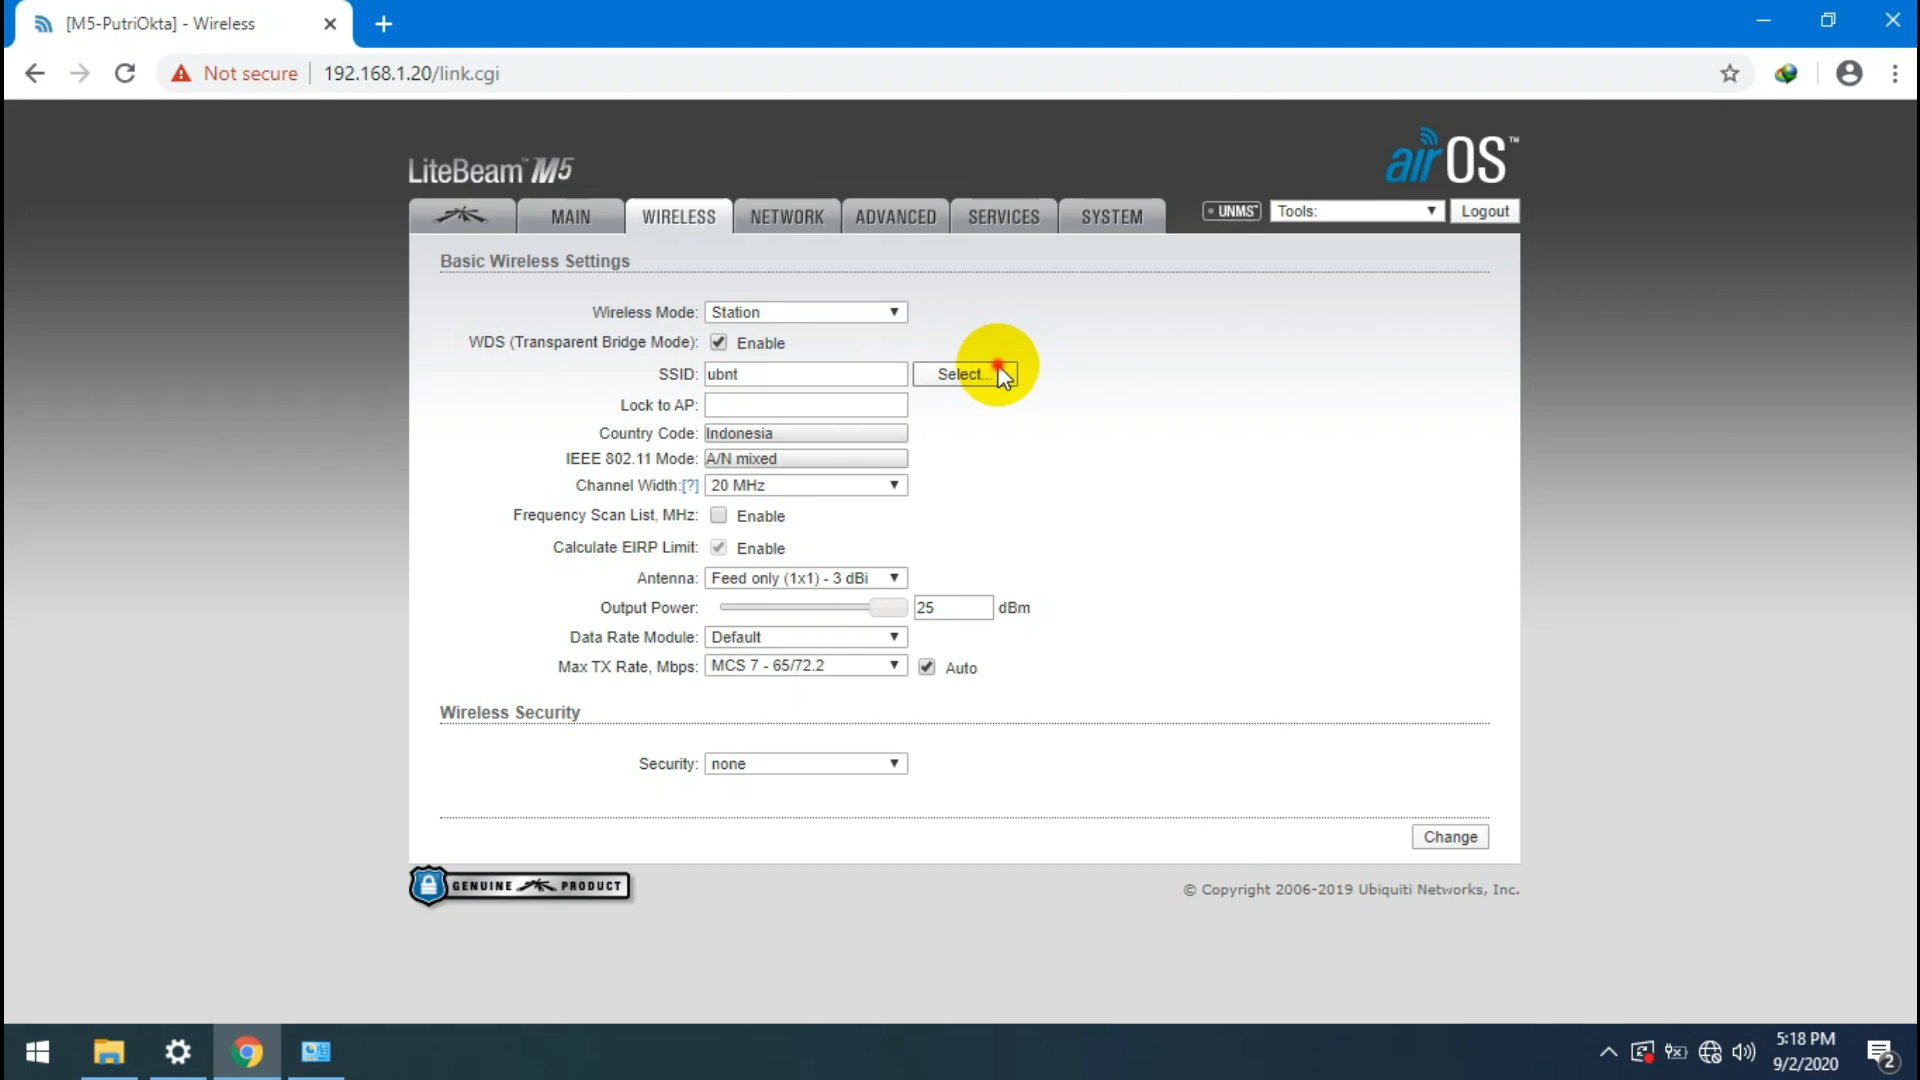 [M5-PutriOkta] - Wireless
Not secure 192.168.1.20/link.cgi
LiteBeam™ M5
airOS™
MAIN WIRELESS NETWORK ADVANCED SERVICES SYSTEM UNMS™ Tools: Logout
Basic Wireless Settings
Wireless Mode: Station
WDS (Transparent Bridge Mode): Enable
SSID: ubnt Select...
Lock to AP:
Country Code: Indonesia
IEEE 802.11 Mode: A/N mixed
Channel Width:[?] 20 MHz
Frequency Scan List, MHz: Enable
Calculate EIRP Limit: Enable
Antenna: Feed only (1x1) - 3 dBi
Output Power: 25 dBm
Data Rate Module: Default
Max TX Rate, Mbps: MCS 7 - 65/72.2 Auto
Wireless Security
Security: none
Change
GENUINE PRODUCT
© Copyright 2006-2019 Ubiquiti Networks, Inc.
5:18 PM
9/2/2020
2